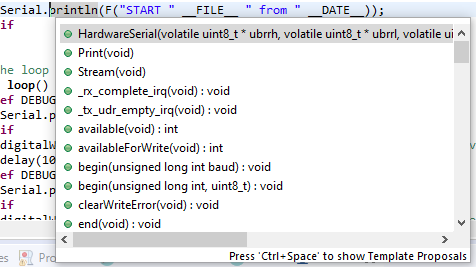 Serial.println(F("START " __FILE__ " from " __DATE__));
if
he loop
loop()
ef DEBUG
Serial.p
if
digitalW
delay(10
ef DEBUG
Serial.p
if
digitalW
HardwareSerial(volatile uint8_t * ubrrh, volatile uint8_t * ubrrl, volatile ui
Print(void)
Stream(void)
_rx_complete_irq(void) : void
_tx_udr_empty_irq(void) : void
available(void) : int
availableForWrite(void) : int
begin(unsigned long int baud) : void
begin(unsigned long int, uint8_t) : void
clearWriteError(void) : void
end(void) : void
Press 'Ctrl+Space' to show Template Proposals
es